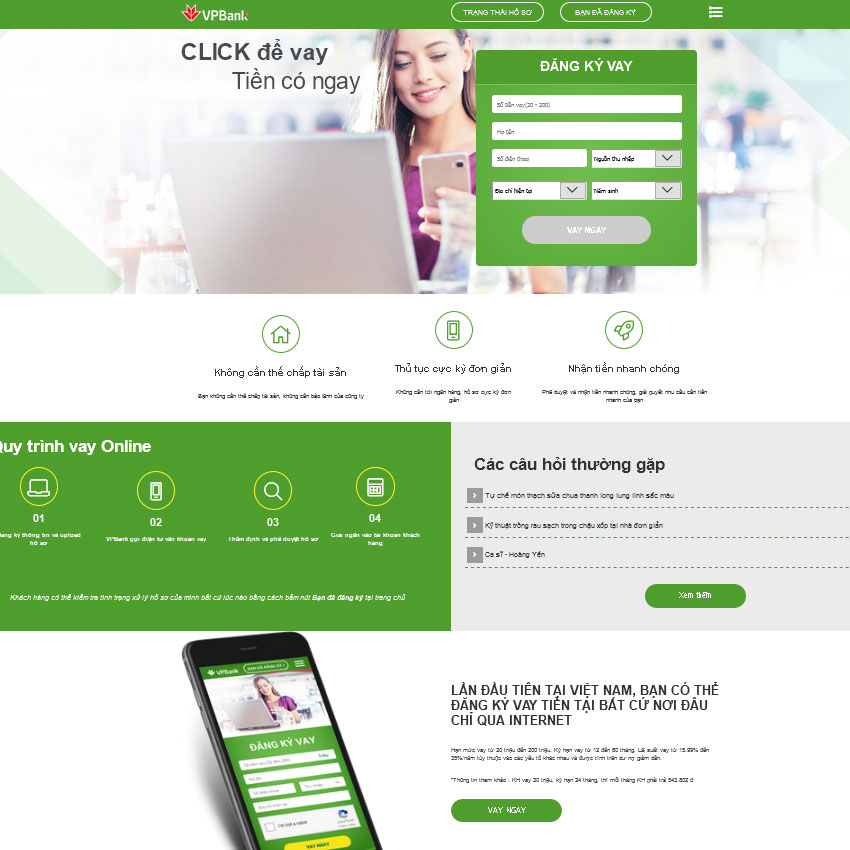 VPBank
TRẠNG THÁI HỒ SƠ
BẠN ĐÃ ĐĂNG KÝ
CLICK để vay
Tiền có ngay
ĐĂNG KÝ VAY
Số tiền vay(20 - 200)
Họ tên
Số điện thoại
Nguồn thu nhập
Địa chỉ hiện tại
Năm sinh
VAY NGAY
Không cần thế chấp tài sản
Bạn không cần thế chấp tài sản, không cần bảo lãnh của công ty
Thủ tục cực kỳ đơn giản
Không cần tới ngân hàng, hồ sơ cực kỳ đơn
giản
Nhận tiền nhanh chóng
Phê duyệt và nhận tiền nhanh chóng, giải quyết nhu cầu cần tiền
nhanh của bạn
Quy trình vay Online
01
Đăng ký thông tin và upload
hồ sơ
02
VPBank gọi điện tư vấn khoản vay
03
Thẩm định và phê duyệt hồ sơ
04
Giải ngân vào tài khoản khách
hàng
Khách hàng có thể kiểm tra tình trạng xử lý hồ sơ của mình bất cứ lúc nào bằng cách bấm nút Bạn đã đăng ký tại trang chủ
Các câu hỏi thường gặp
Tự chế món thạch sữa chua thanh long lung linh sắc màu
Kỹ thuật trồng rau sạch trong chậu xốp tại nhà đơn giản
Ca sĩ - Hoàng Yến
Xem thêm
VPBank
BẠN ĐÃ ĐĂNG KÝ
ĐĂNG KÝ VAY
Triệu
Họ tên
Số điện thoại
Thu nhập
I'm not a robot
VAY NGAY
LẦN ĐẦU TIÊN TẠI VIỆT NAM, BẠN CÓ THỂ
ĐĂNG KÝ VAY TIỀN TẠI BẤT CỨ NƠI ĐÂU
CHỈ QUA INTERNET
Hạn mức vay từ 20 triệu đến 200 triệu. Kỳ hạn vay từ 12 đến 60 tháng. Lãi suất vay từ 15.99% đến
25%/năm tùy thuộc vào các yếu tố khác nhau và được tính trên dư nợ giảm dần.
*Thông tin tham khảo : KH vay 30 triệu, kỳ hạn 24 tháng, thì mỗi tháng KH phải trả 543.802 đ
VAY NGAY